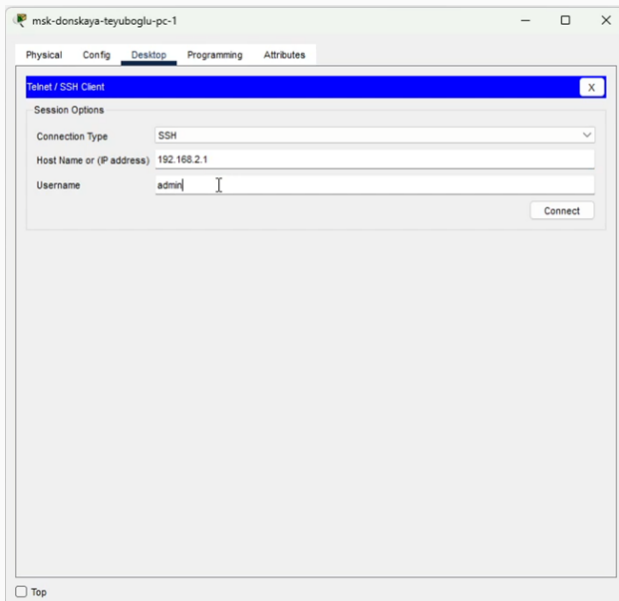 msk-donskaya-teyuboglu-pc-1
Physical Config Desktop Programming Attributes
Telnet / SSH Client X
Session Options
Connection Type SSH
Host Name or (IP address) 192.168.2.1
Username admin
Connect
Top